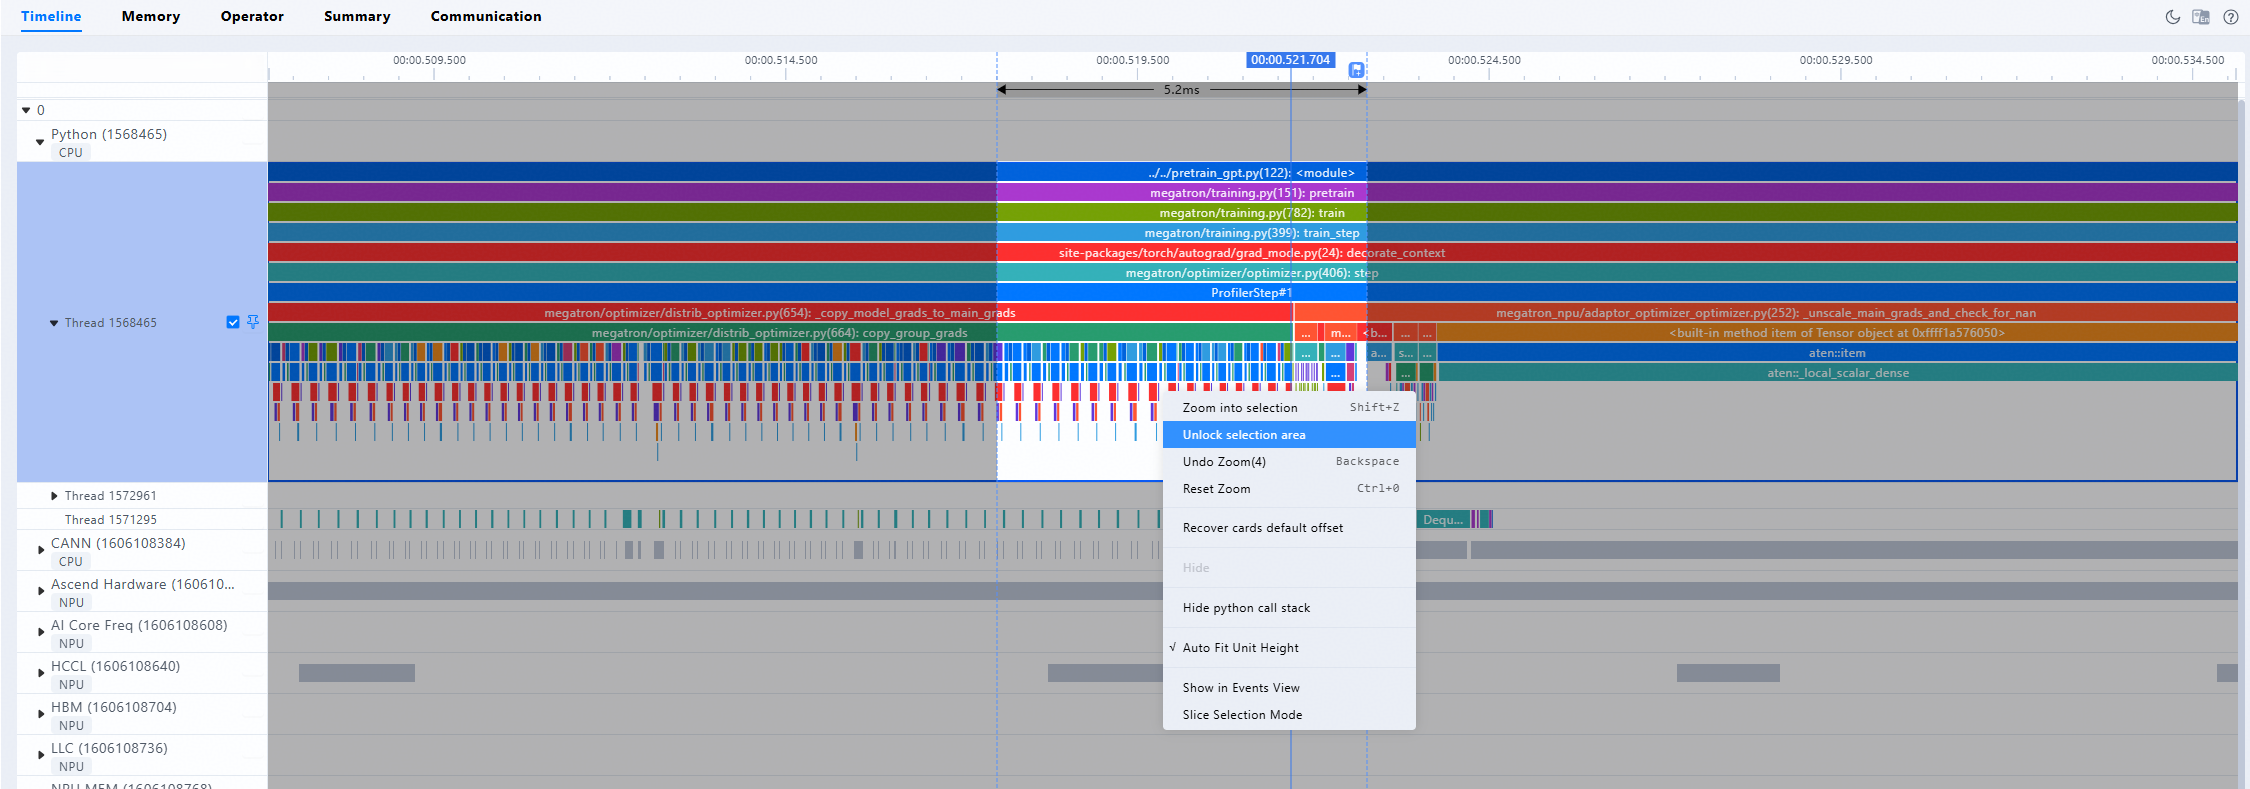 Timeline Memory Operator Summary Communication
00:00.509.500 00:00.514.500 00:00.519.500 00:00.521.704 00:00.524.500 00:00.529.500 00:00.534.500
5.2ms
0
Python (1568465)
CPU
../../pretrain_gpt.py(122): <module>
megatron/training.py(151): pretrain
megatron/training.py(782): train
megatron/training.py(399): train_step
site-packages/torch/autograd/grad_mode.py(24): decorate_context
megatron/optimizer/optimizer.py(406): step
ProfilerStep#1
Thread 1568465
megatron/optimizer/distrib_optimizer.py(654): _copy_model_grads_to_main_grads
megatron_npu/adaptor_optimizer_optimizer.py(252): _unscale_main_grads_and_check_for_nan
megatron/optimizer/distrib_optimizer.py(664): copy_group_grads
... m... <b... ... ...
<built-in method item of Tensor object at 0xffff1a576050>
... ... a... s... ...
aten::item
... ...
aten::_local_scalar_dense
Zoom into selection Shift+Z
Unlock selection area
Undo Zoom(4) Backspace
Reset Zoom Ctrl+0
Recover cards default offset
Hide
Hide python call stack
√ Auto Fit Unit Height
Show in Events View
Slice Selection Mode
Thread 1572961
Thread 1571295
Dequ...
CANN (1606108384)
CPU
Ascend Hardware (160610...
NPU
AI Core Freq (1606108608)
NPU
HCCL (1606108640)
NPU
HBM (1606108704)
NPU
LLC (1606108736)
NPU
NPU MEM (1606108768)